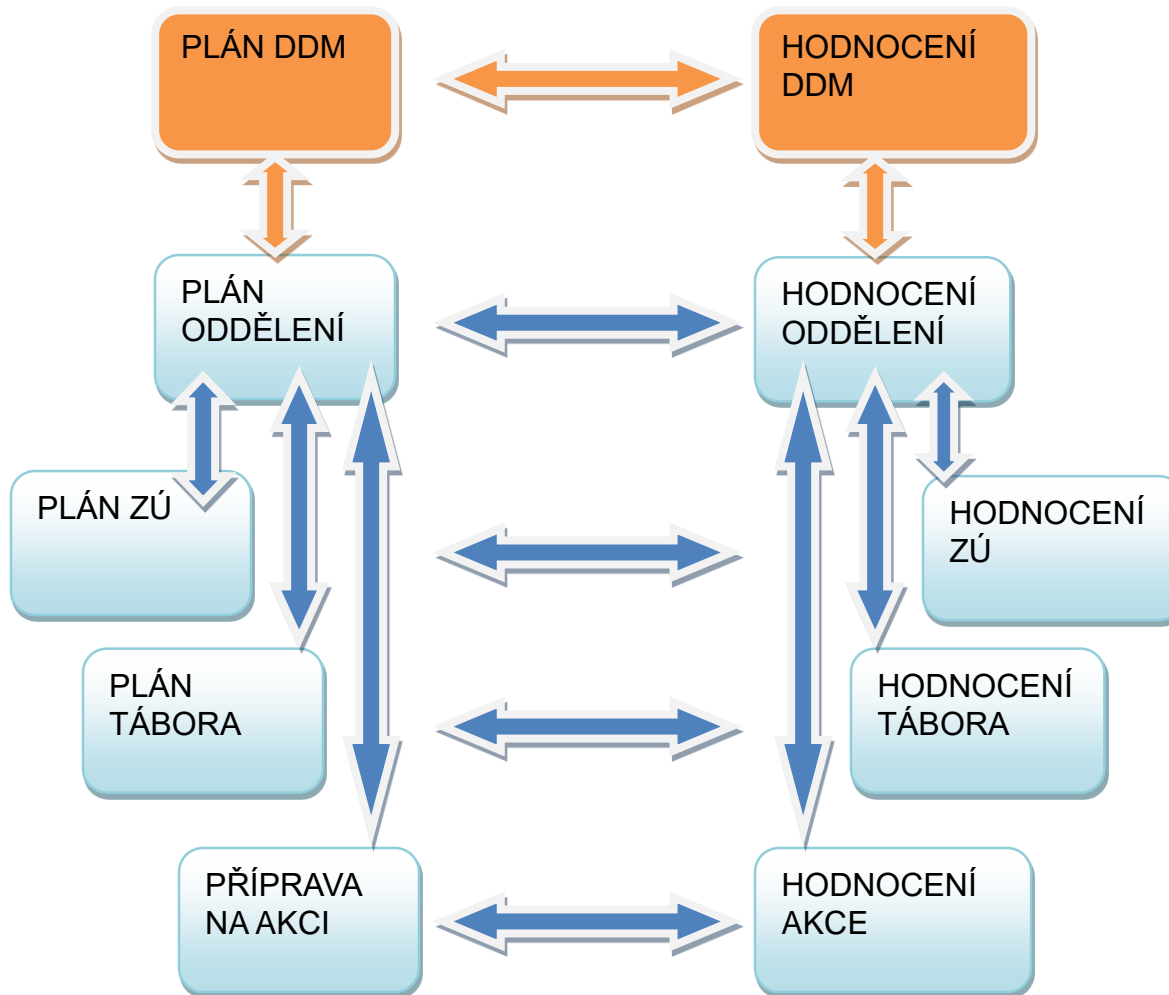 PLÁN DDM
HODNOCENÍ
DDM
PLÁN
ODDĚLENÍ
HODNOCENÍ
ODDĚLENÍ
PLÁN ZÚ
HODNOCENÍ
ZÚ
PLÁN
TÁBORA
HODNOCENÍ
TÁBORA
PŘÍPRAVA
NA AKCI
HODNOCENÍ
AKCE